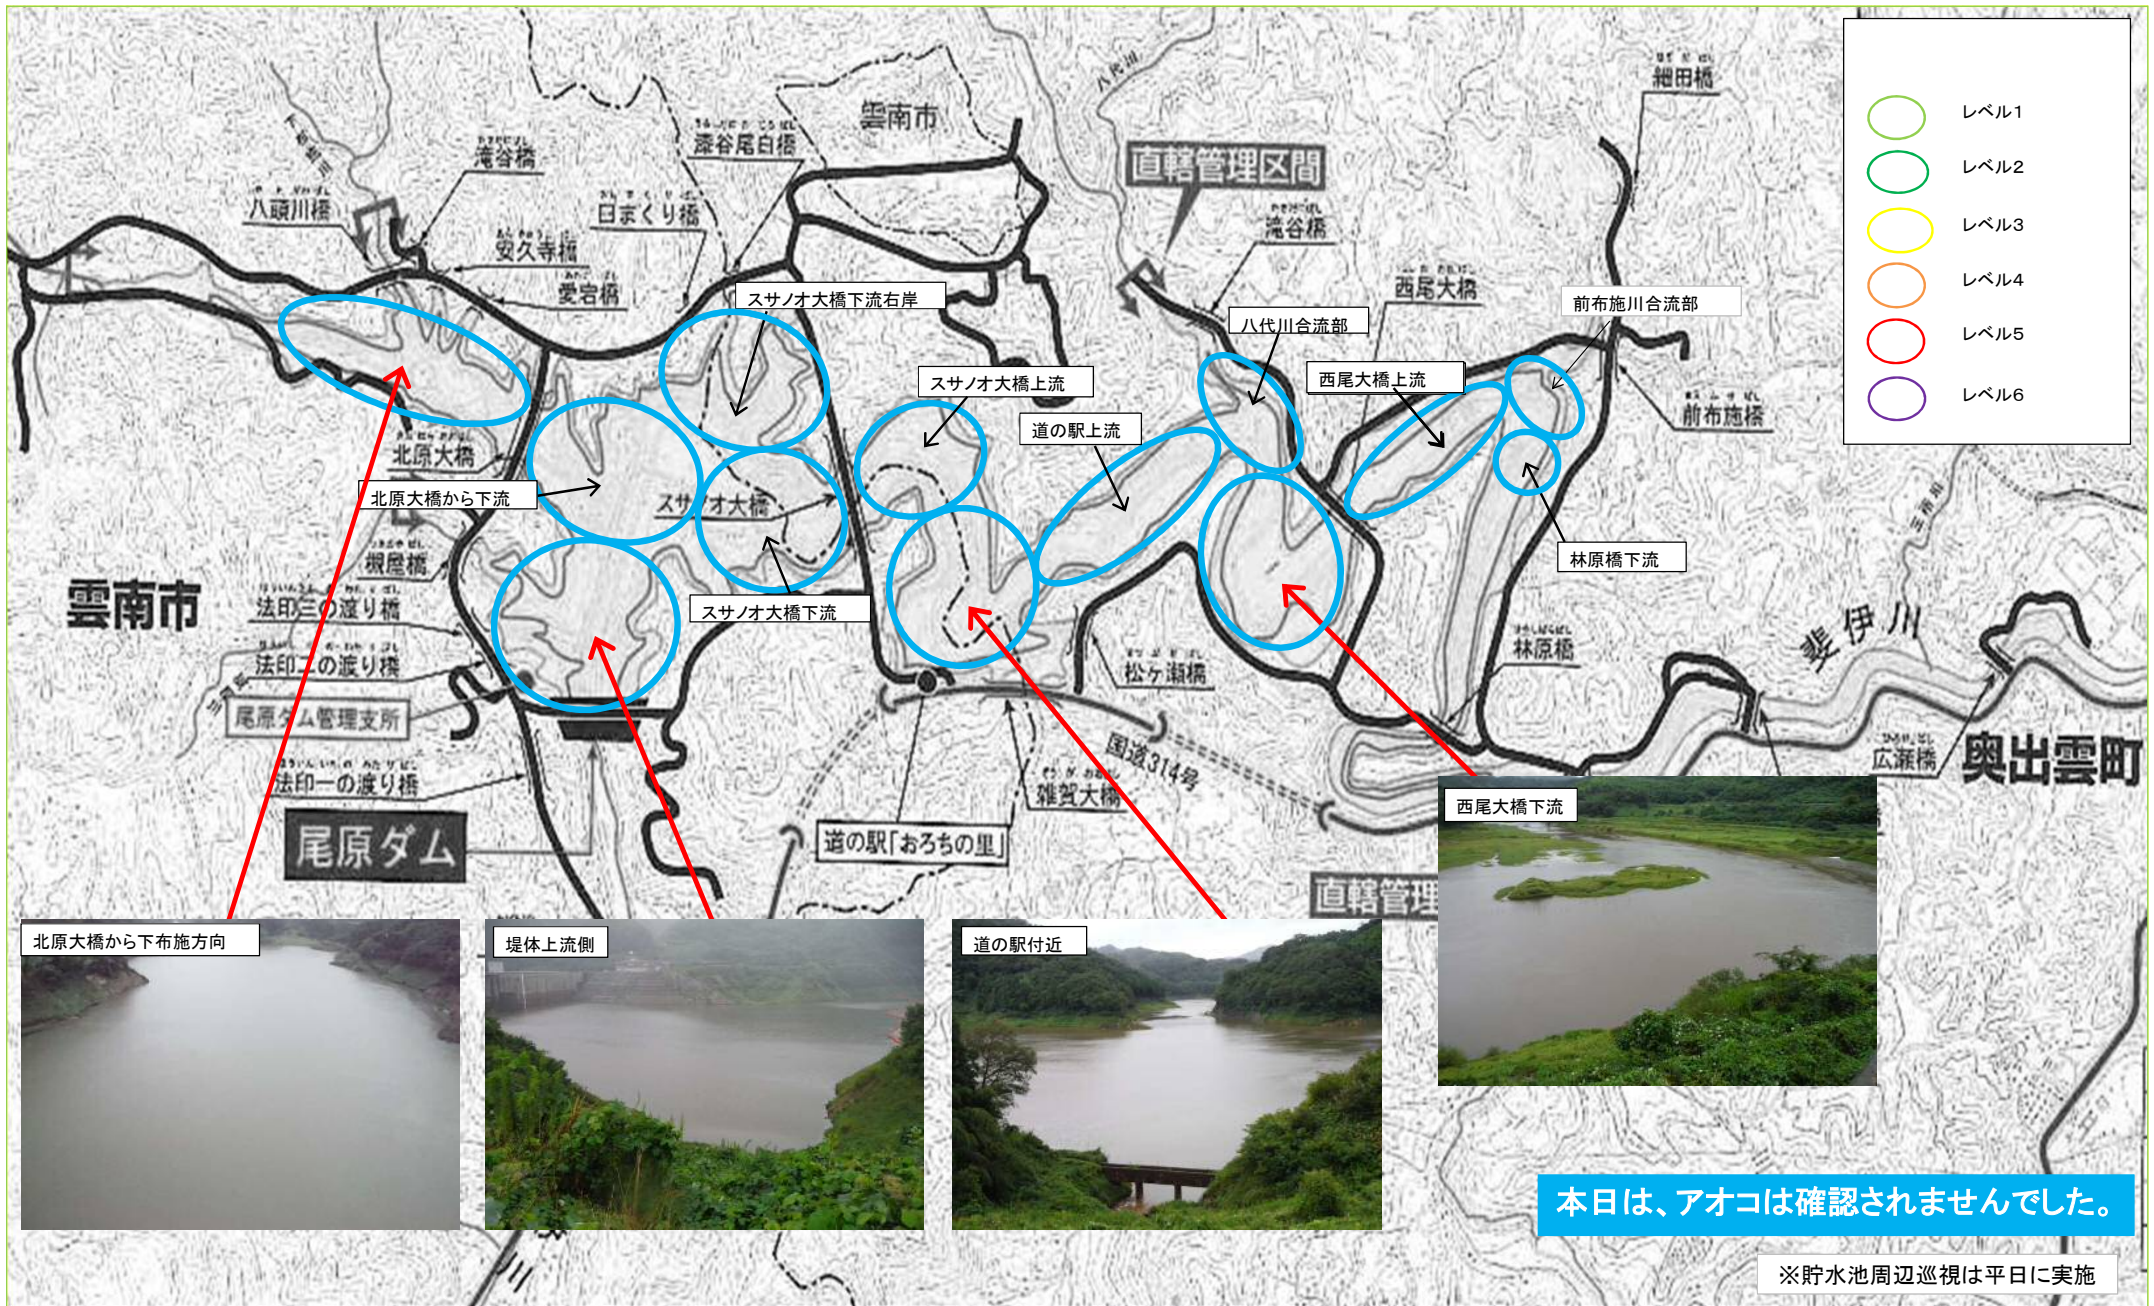 細田橋
雲南市
八代川
レベル1
レベル2
レベル3
レベル4
レベル5
レベル6
滝谷橋
八頭川橋
安久寺橋
愛宕橋
日まくり橋
漆谷尾白橋
直轄管理区間
滝谷橋
西尾大橋
スサノオ大橋下流右岸
八代川合流部
前布施川合流部
スサノオ大橋上流
西尾大橋上流
道の駅上流
前布施橋
北原大橋
北原大橋から下流
スサノオ大橋
槻屋橋
林原橋下流
雲南市
法印三の渡り橋
スサノオ大橋下流
法印二の渡り橋
尾原ダム管理支所
松ヶ瀬橋
林原橋
斐伊川
法印一の渡り橋
国道314号
雑賀大橋
広瀬橋
奥出雲町
尾原ダム
道の駅「おろちの里」
直轄管理
西尾大橋下流
北原大橋から下布施方向
堤体上流側
道の駅付近
本日は、アオコは確認されませんでした。
※貯水池周辺巡視は平日に実施